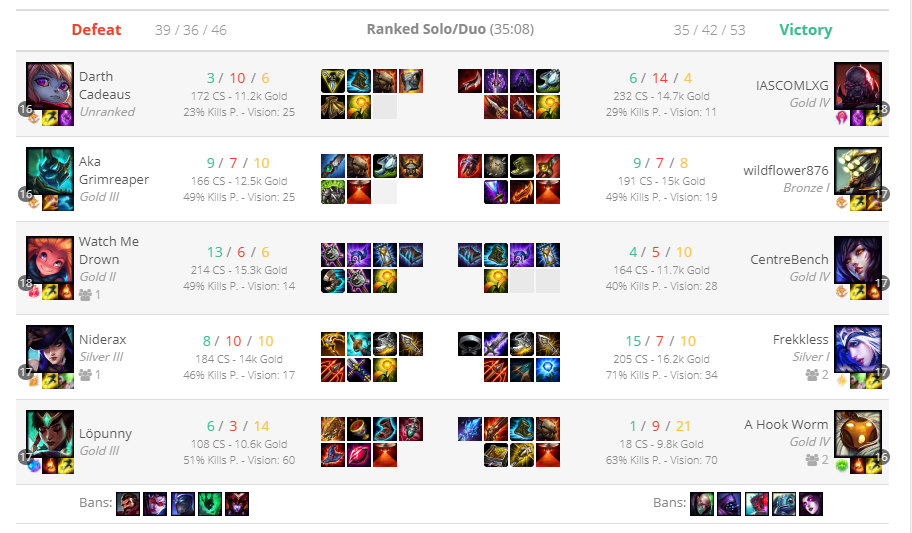 Defeat 39 / 36 / 46 Ranked Solo/Duo (35:08) 35 / 42 / 53 Victory
Darth Cadeaus
Unranked
16
3 / 10 / 6
172 CS - 11.2k Gold
23% Kills P. - Vision: 25
6 / 14 / 4
232 CS - 14.7k Gold
29% Kills P. - Vision: 11
IASCOMLXG
Gold IV
18
Aka Grimreaper
Gold III
16
9 / 7 / 10
166 CS - 12.5k Gold
49% Kills P. - Vision: 25
9 / 7 / 8
191 CS - 15k Gold
49% Kills P. - Vision: 19
wildflower876
Bronze I
17
Watch Me Drown
Gold II
1
18
13 / 6 / 6
214 CS - 15.3k Gold
49% Kills P. - Vision: 14
4 / 5 / 10
164 CS - 11.7k Gold
40% Kills P. - Vision: 28
CentreBench
Gold IV
17
Niderax
Silver III
1
17
8 / 10 / 10
184 CS - 14k Gold
46% Kills P. - Vision: 17
15 / 7 / 10
205 CS - 16.2k Gold
71% Kills P. - Vision: 34
Frekkless
Silver I
2
17
Löpunny
Gold III
6 / 3 / 14
108 CS - 10.6k Gold
51% Kills P. - Vision: 60
1 / 9 / 21
18 CS - 9.8k Gold
63% Kills P. - Vision: 70
A Hook Worm
Gold IV
2
16
Bans:
Bans: